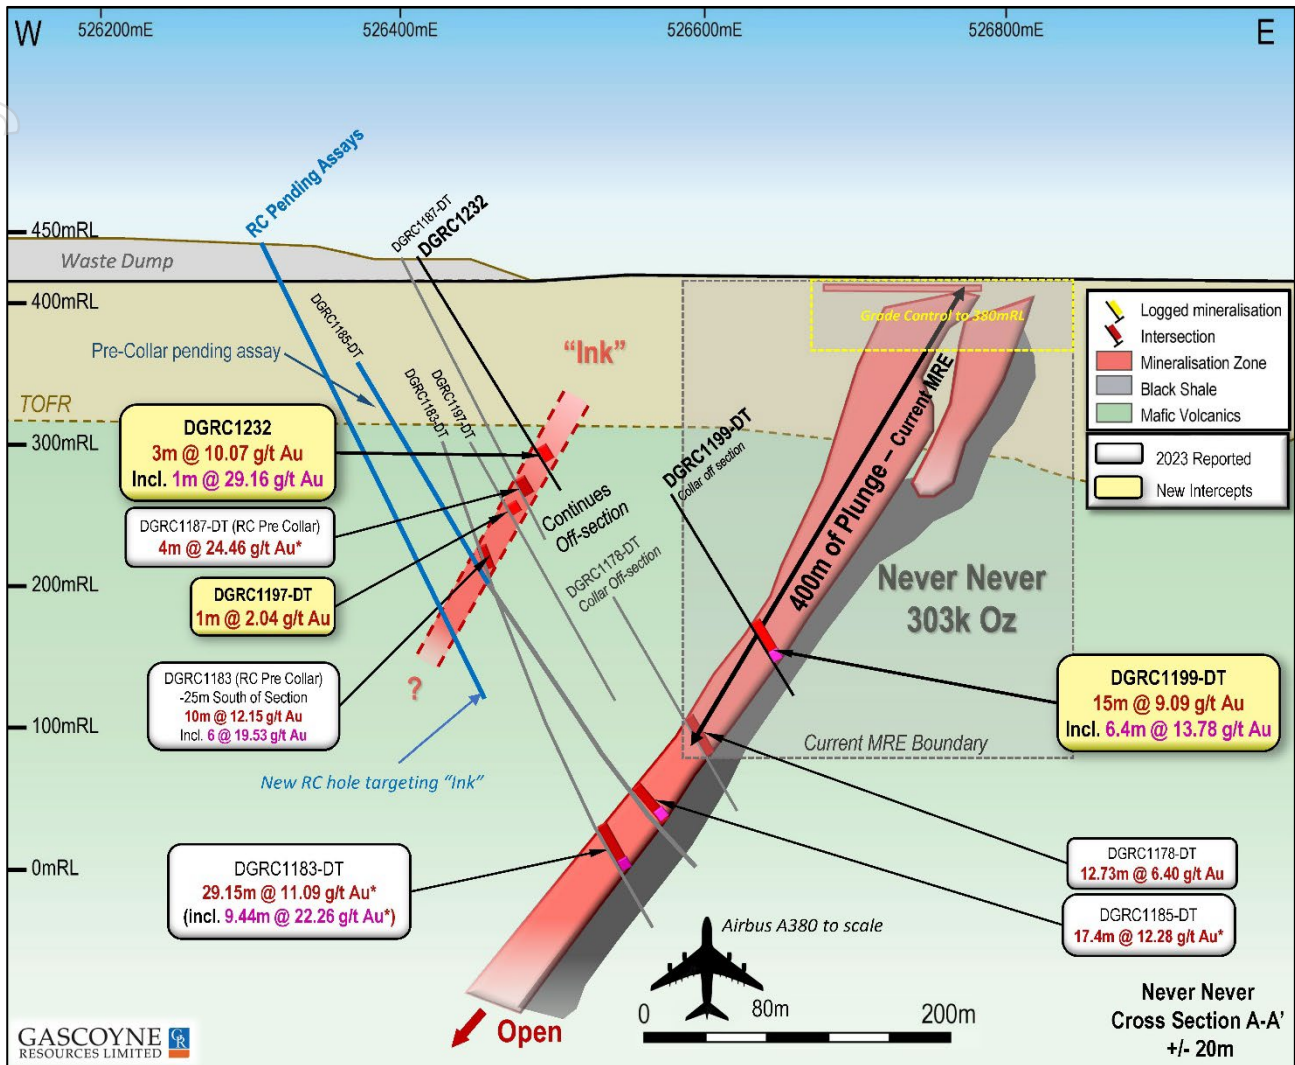 W
526200mE
526400mE
526600mE
526800mE
E
RC Pending Assays
DGRC1187-DT
DGRC1232
450mRL
Waste Dump
400mRL
Grade Control to 380mRL
DGRC1185-DT
Pre-Collar pending assay
"Ink"
DGRC1197-DT
DGRC1183-DT
TOFR
300mRL
Logged mineralisation
Intersection
Mineralisation Zone
Black Shale
Mafic Volcanics
2023 Reported
New Intercepts
DGRC1232
3m @ 10.07 g/t Au
Incl. 1m @ 29.16 g/t Au
DGRC1199-DT
Collar off section
400m of Plunge – Current MRE
DGRC1187-DT (RC Pre Collar)
4m @ 24.46 g/t Au*
Continues
Off-section
DGRC1178-DT
Collar Off-section
200mRL
DGRC1197-DT
1m @ 2.04 g/t Au
Never Never
303k Oz
DGRC1183 (RC Pre Collar)
-25m South of Section
10m @ 12.15 g/t Au
Incl. 6 @ 19.53 g/t Au
?
DGRC1199-DT
15m @ 9.09 g/t Au
Incl. 6.4m @ 13.78 g/t Au
100mRL
Current MRE Boundary
New RC hole targeting "Ink"
0mRL
DGRC1183-DT
29.15m @ 11.09 g/t Au*
(incl. 9.44m @ 22.26 g/t Au*)
DGRC1178-DT
12.73m @ 6.40 g/t Au
DGRC1185-DT
17.4m @ 12.28 g/t Au*
Airbus A380 to scale
0
80m
200m
Open
Never Never
Cross Section A-A'
+/- 20m
GASCOYNE
RESOURCES LIMITED